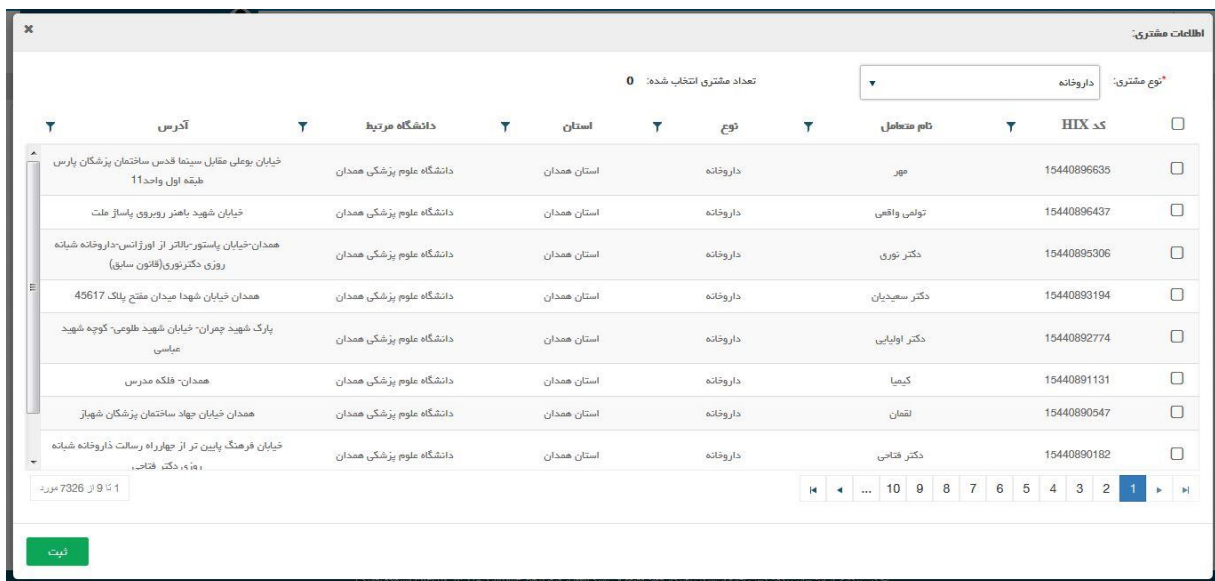 اطلاعات مشتری:
*نوع مشتری: داروخانه
تعداد مشتری انتخاب شده: 0
کد HIX نام متعامل نوع استان دانشگاه مرتبط آدرس
15440896635 مهر داروخانه استان همدان دانشگاه علوم پزشکی همدان خیابان بوعلی مقابل سینما قدس ساختمان پزشکان پارس
طبقه اول واحد11
15440896437 تولمی واقعی داروخانه استان همدان دانشگاه علوم پزشکی همدان خیابان شهید باهنر روبروی پاساژ ملت
15440895306 دکتر نوری داروخانه استان همدان دانشگاه علوم پزشکی همدان همدان-خیابان پاستور-بالاتر از اورژانس-داروخانه شبانه
روزی دکترنوری(قانون سابق)
15440893194 دکتر سعیدیان داروخانه استان همدان دانشگاه علوم پزشکی همدان همدان خیابان شهدا میدان مفتح پلاک 45617
15440892774 دکتر اولیایی داروخانه استان همدان دانشگاه علوم پزشکی همدان پارک شهید چمران- خیابان شهید طلوعی- کوچه شهید
عباسی
15440891131 کیمیا داروخانه استان همدان دانشگاه علوم پزشکی همدان همدان- فلکه مدرس
15440890547 لقمان داروخانه استان همدان دانشگاه علوم پزشکی همدان همدان خیابان جهاد ساختمان پزشکان شهباز
15440890182 دکتر فتاحی داروخانه استان همدان دانشگاه علوم پزشکی همدان خیابان فرهنگ پایین تر از چهارراه رسالت ذاروخانه شبانه
روزی دکتر فتاحی
1 2 3 4 5 6 7 8 9 10 ...
1 تا 9 از 7326 مورد
ثبت